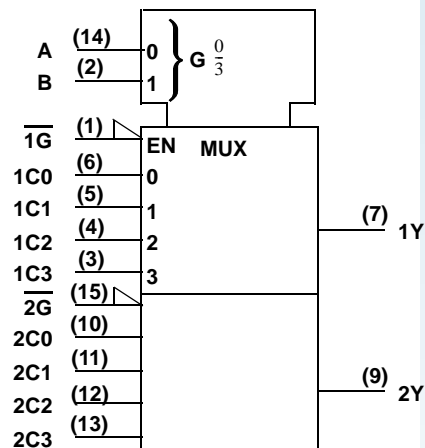 A (14) 0 G 0/3
B (2) 1
1G (1) EN MUX
1C0 (6) 0
1C1 (5) 1
1C2 (4) 2
1C3 (3) 3
(7) 1Y
2G (15)
2C0 (10)
2C1 (11)
2C2 (12)
2C3 (13)
(9) 2Y